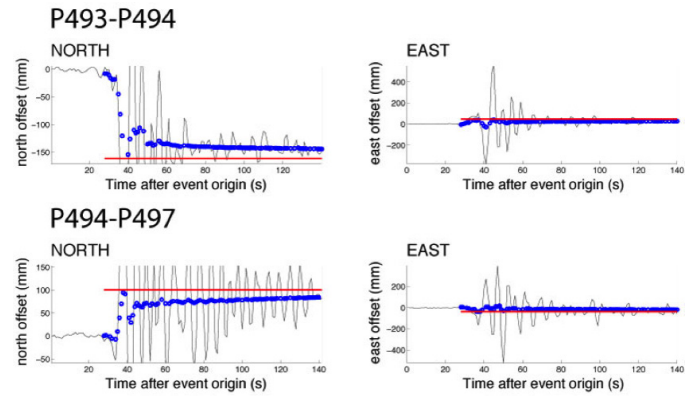 P493-P494
NORTH
north offset (mm)
0
-50
-100
-150
20 40 60 80 100 120 140
Time after event origin (s)
EAST
east offset (mm)
400
200
0
-200
20 40 60 80 100 120 140
Time after event origin (s)
P494-P497
NORTH
north offset (mm)
150
100
50
0
-50
20 40 60 80 100 120 140
Time after event origin (s)
EAST
east offset (mm)
200
0
-200
-400
20 40 60 80 100 120 140
Time after event origin (s)